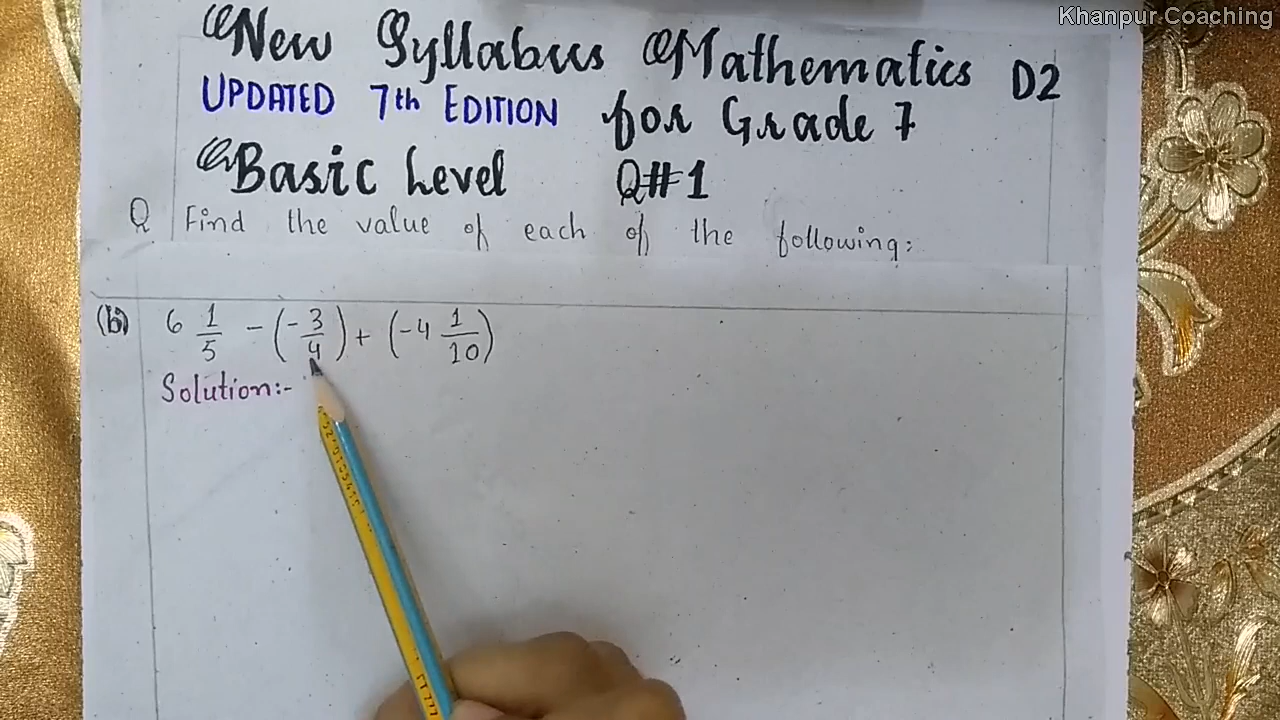 Khanpur Coaching
New Syllabus Mathematics D2
UPDATED 7th EDITION for Grade 7
Basic Level Q#1
Q Find the value of each of the following:
(b) 6 1/5 - (-3/4) + (-4 1/10)
Solution:-